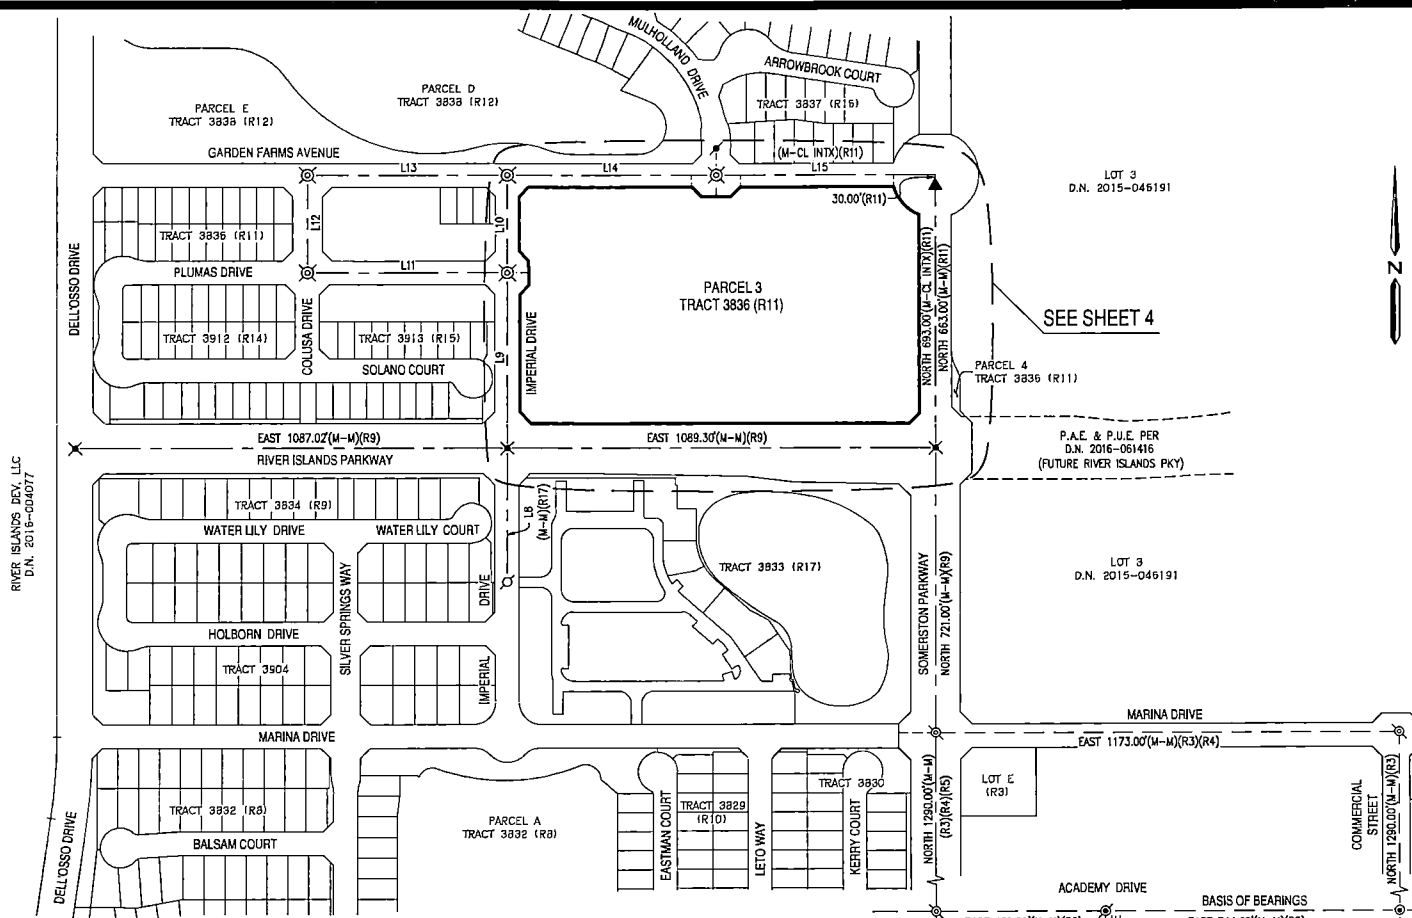 MULHOLLAND DRIVE
ARROWBROOK COURT
TRACT 3837 (R16)
PARCEL D
TRACT 3838 (R12)
PARCEL E
TRACT 3838 (R12)
GARDEN FARMS AVENUE
L13
L14
(M-CL INTX)(R11)
L15
30.00'(R11)
LOT 3
D.N. 2015-046191
N
DELL'OSSO DRIVE
TRACT 3836 (R11)
L12
L10
PLUMAS DRIVE
L11
PARCEL 3
TRACT 3836 (R11)
NORTH 693.00'(M-CL INTX)(R11)
NORTH 663.00'(M-M)(R11)
SEE SHEET 4
TRACT 3912 (R14)
COLUSA DRIVE
TRACT 3913 (R15)
SOLANO COURT
L9
IMPERIAL DRIVE
PARCEL 4
TRACT 3836 (R11)
EAST 1087.02'(M-M)(R9)
EAST 1089.30'(M-M)(R9)
RIVER ISLANDS PARKWAY
P.A.E. & P.U.E. PER
D.N. 2016-061416
(FUTURE RIVER ISLANDS PKY)
RIVER ISLANDS DEV. LLC
D.N. 2016-004077
TRACT 3834 (R9)
WATER LILY DRIVE
WATER LILY COURT
L8
(M-M)(R17)
SILVER SPRINGS WAY
IMPERIAL DRIVE
TRACT 3833 (R17)
SOMERSTON PARKWAY
NORTH 721.00'(M-M)(R9)
LOT 3
D.N. 2015-046191
HOLBORN DRIVE
TRACT 3904
MARINA DRIVE
MARINA DRIVE
EAST 1173.00'(M-M)(R3)(R4)
TRACT 3832 (R8)
BALSAM COURT
DELL'OSSO DRIVE
PARCEL A
TRACT 3832 (R8)
EASTMAN COURT
TRACT 3829
(R10)
LETO WAY
TRACT 3830
KERRY COURT
NORTH 1290.00'(M-M)
(R3)(R4)(R5)
LOT E
(R3)
COMMERCIAL
STREET
NORTH 1290.00'(M-M)(R3)
ACADEMY DRIVE
BASIS OF BEARINGS